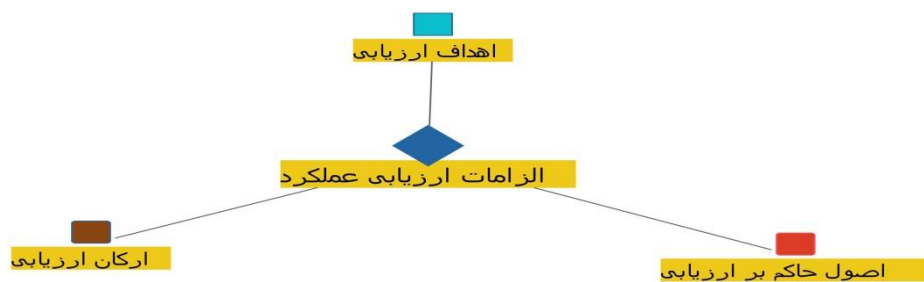 اهداف ارزیابی
الزامات ارزیابی عملکرد
ارکان ارزیابی
اصول حاکم بر ارزیابی